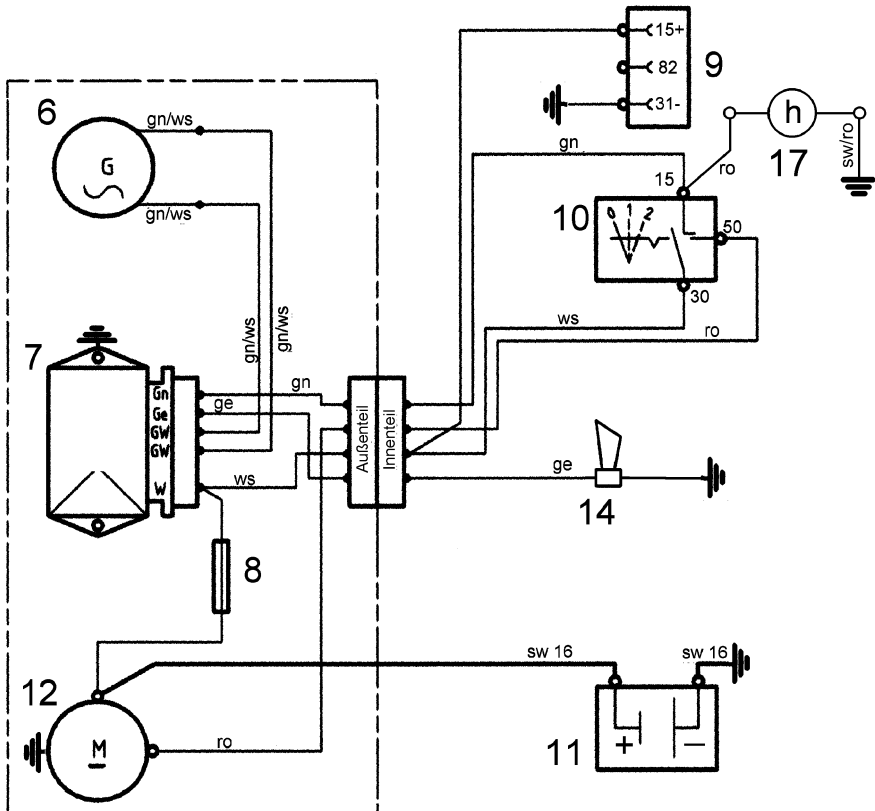 15+
82
31-
9
6
gn/ws
G
gn/ws
h
17
sw/ro
gn
ro
15
10
0 1 2
50
30
ws
ro
gn/ws
gn/ws
7
Gn
Ge
GW
GW
W
gn
ge
ws
Außenteil
Innenteil
ge
14
8
12
M
ro
sw 16
sw 16
11
+
−